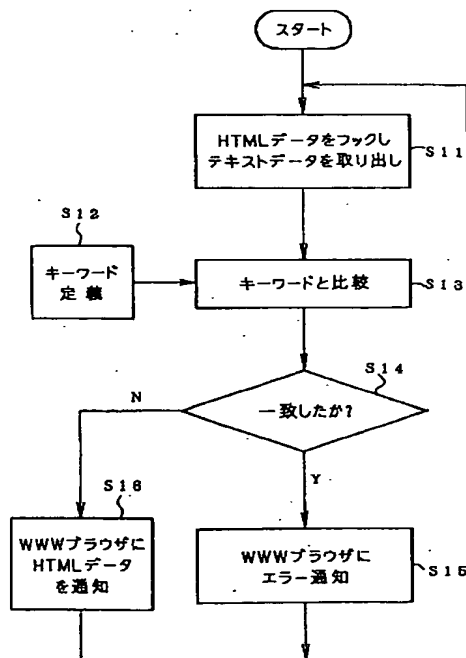 スタート
HTMLデータをフックし
テキストデータを取り出し
S11
S12
キーワード
定義
キーワードと比較
S13
S14
一致したか?
N
Y
S16
WWWブラウザに
HTMLデータ
を通知
WWWブラウザに
エラー通知
S15